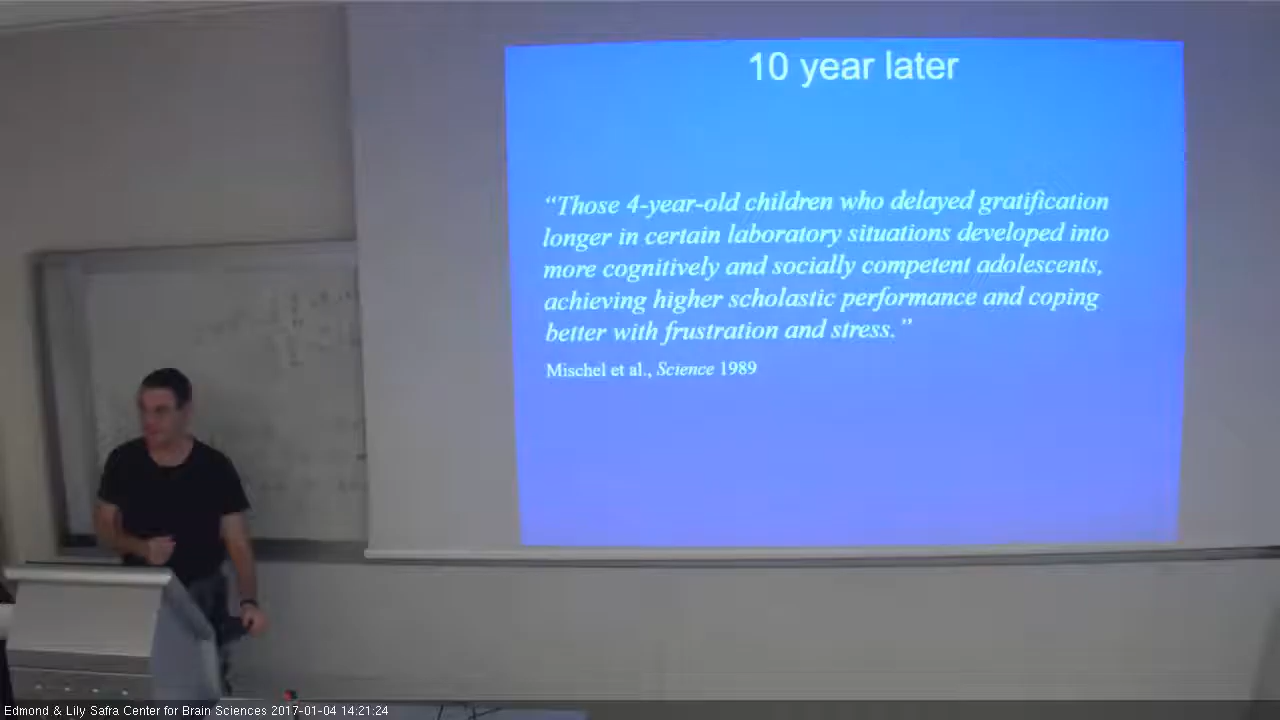 10 year later
“Those 4-year-old children who delayed gratification
longer in certain laboratory situations developed into
more cognitively and socially competent adolescents,
achieving higher scholastic performance and coping
better with frustration and stress.”
Mischel et al., Science 1989
Edmond & Lily Safra Center for Brain Sciences 2017-01-04 14:21:24